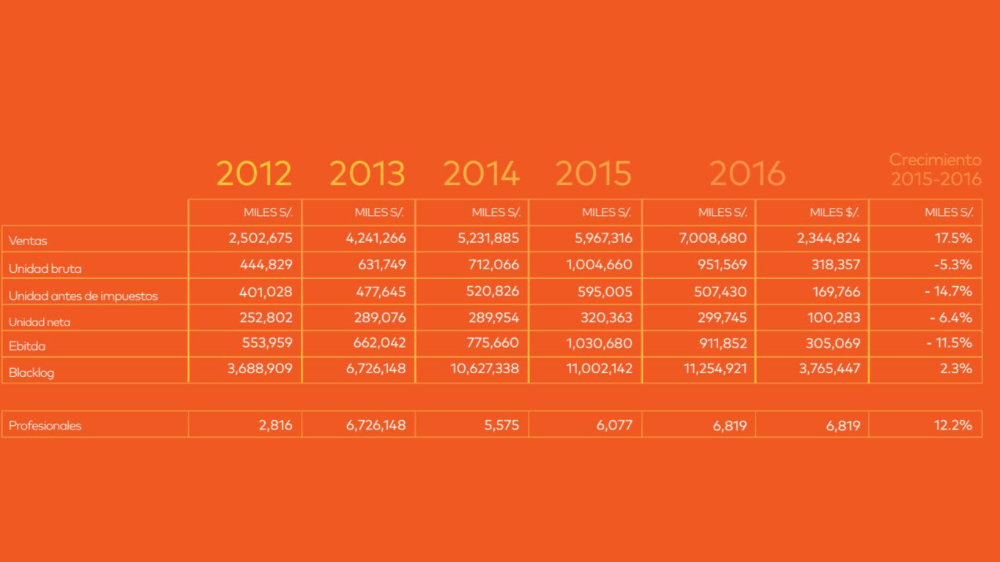 2012 2013 2014 2015 2016 Crecimiento
2015-2016
MILES S/. MILES S/. MILES S/. MILES S/. MILES S/. MILES $/. MILES S/.
Ventas 2,502,675 4,241,266 5,231,885 5,967,316 7,008,680 2,344,824 17.5%
Unidad bruta 444,829 631,749 712,066 1,004,660 951,569 318,357 -5.3%
Unidad antes de impuestos 401,028 477,645 520,826 595,005 507,430 169,766 - 14.7%
Unidad neta 252,802 289,076 289,954 320,363 299,745 100,283 - 6.4%
Ebitda 553,959 662,042 775,660 1,030,680 911,852 305,069 - 11.5%
Blacklog 3,688,909 6,726,148 10,627,338 11,002,142 11,254,921 3,765,447 2.3%
Profesionales 2,816 6,726,148 5,575 6,077 6,819 6,819 12.2%